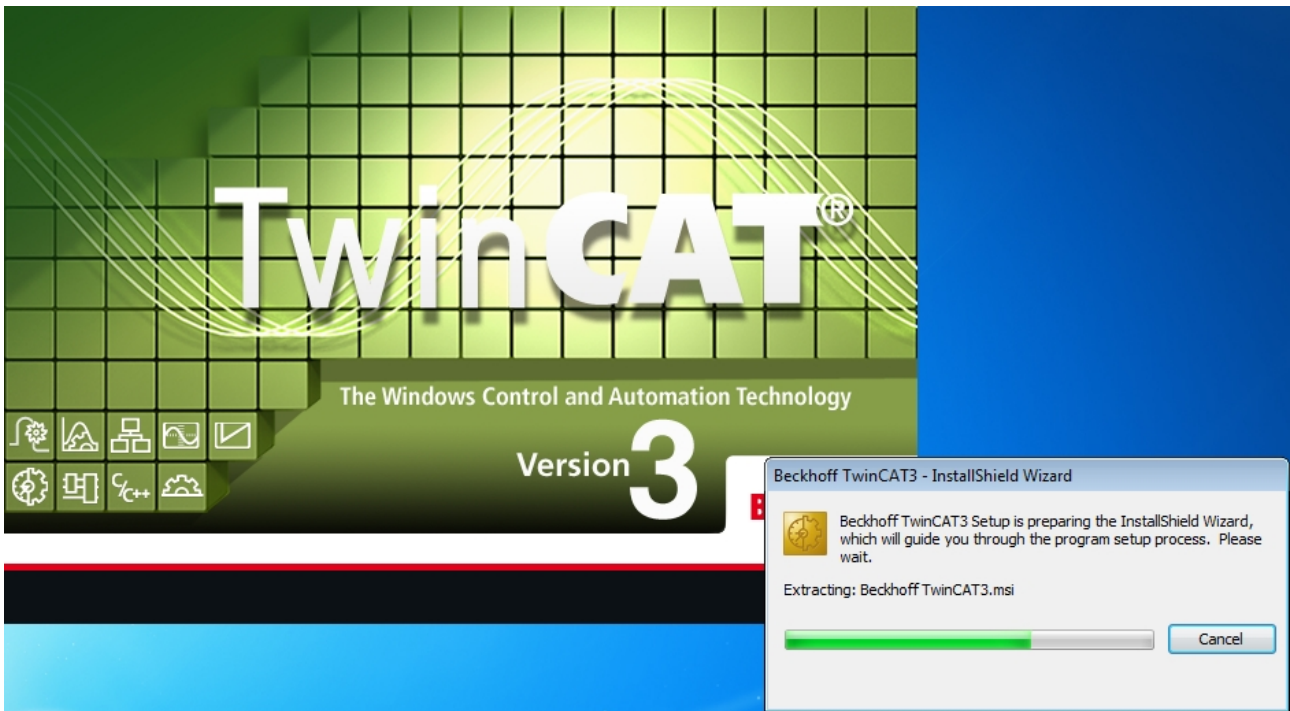 TwinCAT®
The Windows Control and Automation Technology
Version 3
C/C++
Beckhoff TwinCAT3 - InstallShield Wizard
Beckhoff TwinCAT3 Setup is preparing the InstallShield Wizard,
which will guide you through the program setup process. Please
wait.
Extracting: Beckhoff TwinCAT3.msi
Cancel